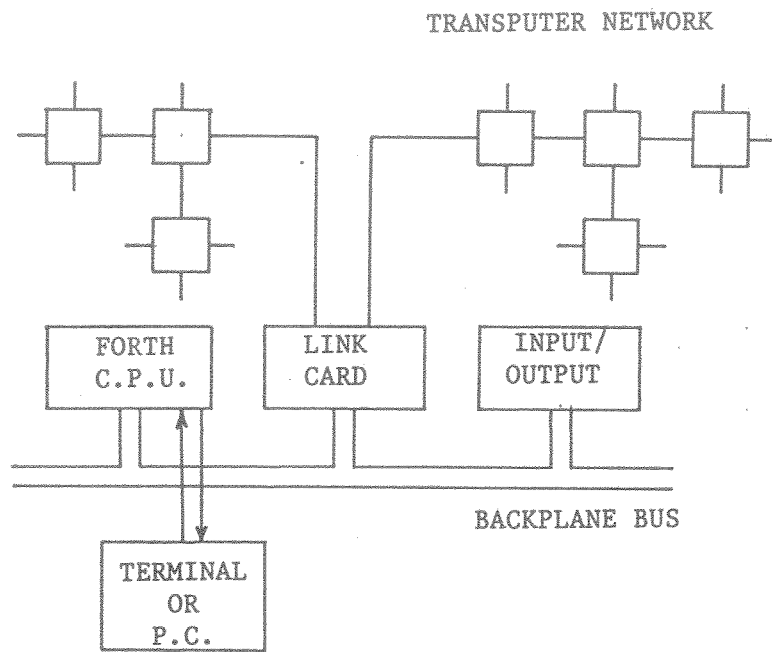 TRANSPUTER NETWORK
FORTH
C.P.U.
LINK
CARD
INPUT/
OUTPUT
BACKPLANE BUS
TERMINAL
OR
P.C.